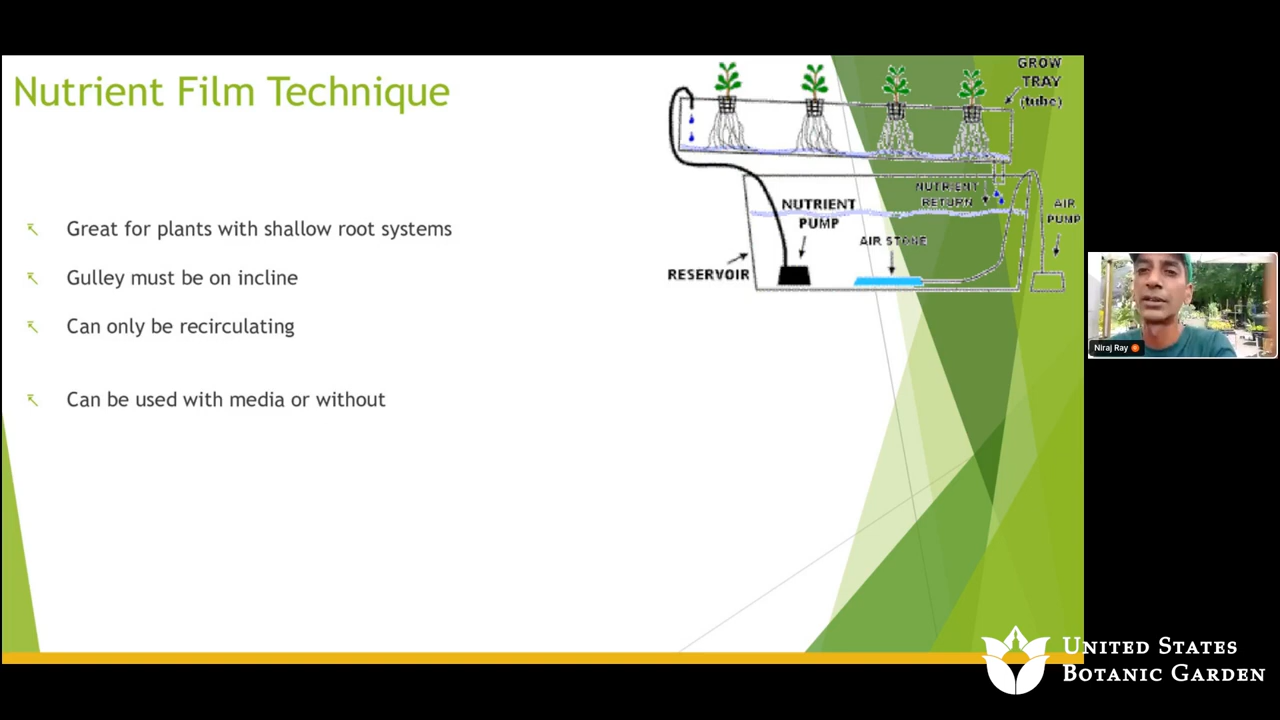 Nutrient Film Technique
Great for plants with shallow root systems
Gulley must be on incline
Can only be recirculating
Can be used with media or without
GROW
TRAY
(tube)
NUTRIENT
RETURN
NUTRIENT
PUMP
AIR
PUMP
AIR STONE
RESERVOIR
Niraj Ray
UNITED STATES
BOTANIC GARDEN